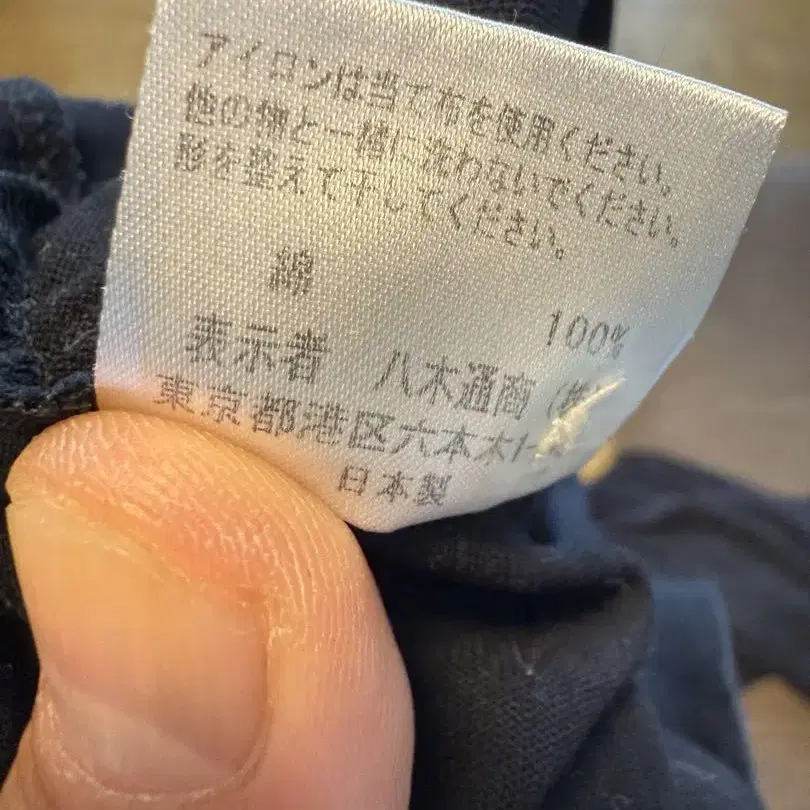 アイロンは当て布を使用ください。
他の物と一緒に洗わないでください。
形を整えて干してください。
綿
100%
表示者 八木通商(株)
東京都港区六本木1-
日本製